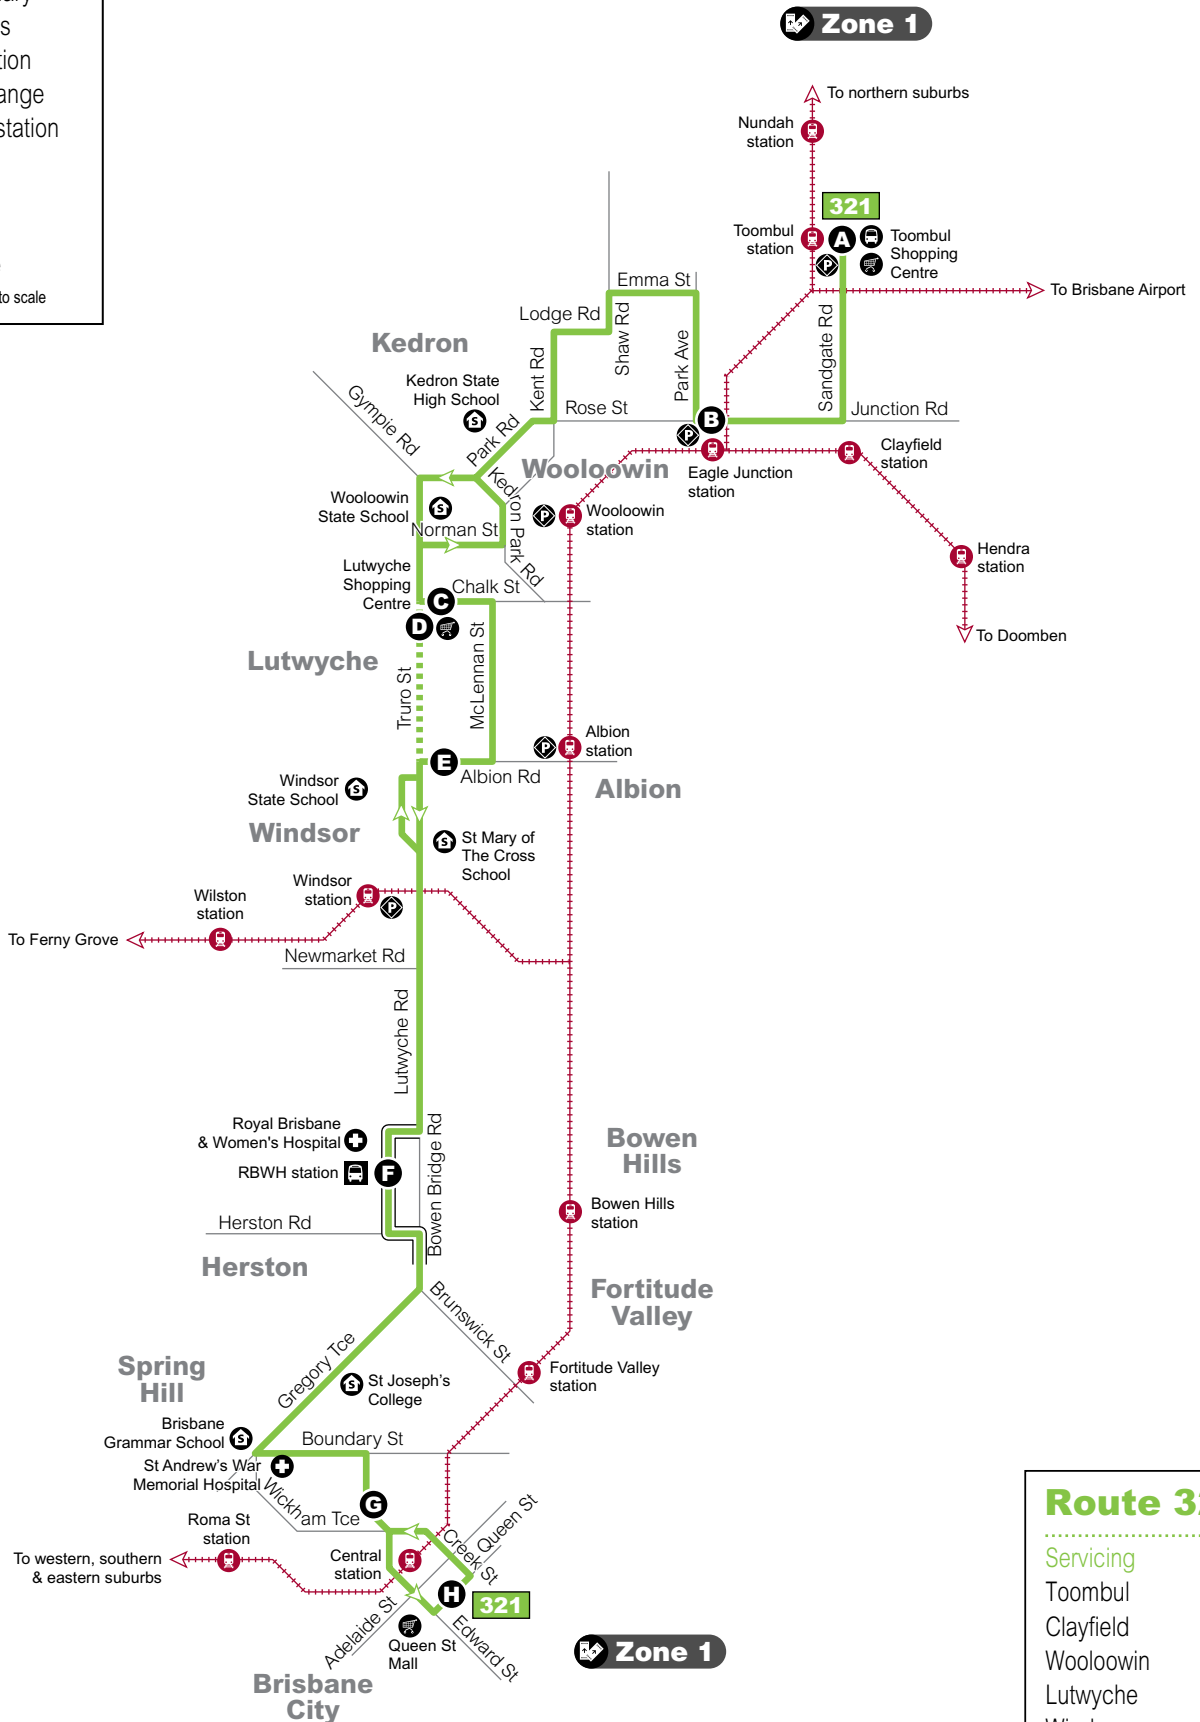 s
tion
ange
station
to scale
Zone 1
To northern suburbs
Nundah
station
321
Toombul
station
A
Toombul
Shopping
Centre
P
To Brisbane Airport
Emma St
Lodge Rd
Shaw Rd
Park Ave
Sandgate Rd
Kedron
Kent Rd
Kedron State
High School
S
Gympie Rd
Park Rd
Rose St
B
Junction Rd
P
Wooloowin
Eagle Junction
station
Clayfield
station
Kedron Park Rd
Wooloowin
State School
S
P
Wooloowin
station
Norman St
Hendra
station
Lutwyche
Shopping
Centre
Chalk St
C
D
To Doomben
Lutwyche
Truro St
McLennan St
Albion
station
P
E
Albion Rd
Albion
Windsor
State School
S
Windsor
S
St Mary of
The Cross
School
Windsor
station
P
Wilston
station
To Ferny Grove
Newmarket Rd
Lutwyche Rd
Royal Brisbane
& Women's Hospital
Bowen Bridge Rd
Bowen
Hills
RBWH station
F
Bowen Hills
station
Herston Rd
Herston
Brunswick St
Fortitude
Valley
Gregory Tce
Spring
Hill
Fortitude Valley
station
S
St Joseph's
College
Brisbane
Grammar School
S
Boundary St
St Andrew's War
Memorial Hospital
Wickham Tce
G
Roma St
station
Creek St
Queen St
To western, southern
& eastern suburbs
Central
station
H
321
Adelaide St
Edward St
Queen St
Mall
Zone 1
Brisbane
City
Route 32
Servicing
Toombul
Clayfield
Wooloowin
Lutwyche